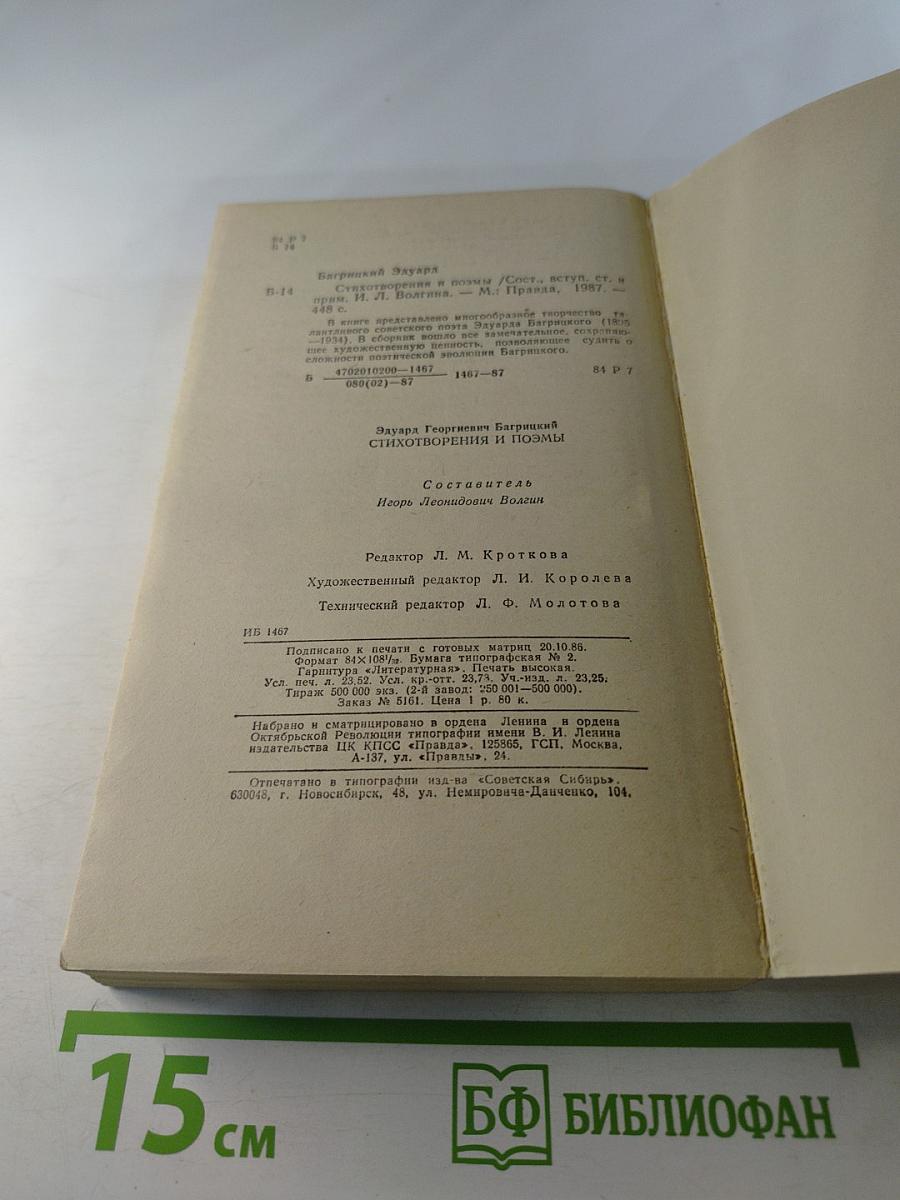 84 Р 7
Б 14
Багрицкий Эдуард
Б-14 Стихотворения и поэмы /Сост., вступ. ст. и
прим. И. Л. Волгина. — М.: Правда, 1987. —
448 с.
В книге представлено многообразное творчество та-
лантливого советского поэта Эдуарда Багрицкого (1895
—1934). В сборник вошло все замечательное, сохраняю-
щее художественную ценность, позволяющее судить о
сложности поэтической эволюции Багрицкого.
Б 4702010200—1467 1467—87 84 Р 7
080(02)—87
Эдуард Георгиевич Багрицкий
СТИХОТВОРЕНИЯ И ПОЭМЫ
Составитель
Игорь Леонидович Волгин
Редактор Л. М. Кроткова
Художественный редактор Л. И. Королева
Технический редактор Л. Ф. Молотова
ИБ 1467
Подписано к печати с готовых матриц 20.10.86.
Формат 84×108¹/₃₂. Бумага типографская № 2.
Гарнитура «Литературная». Печать высокая.
Усл. печ. л. 23,52. Усл. кр.-отт. 23,73. Уч.-изд. л. 23,25.
Тираж 500 000 экз. (2-й завод: 250 001—500 000).
Заказ № 5161. Цена 1 р. 80 к.
Набрано и сматрицировано в ордена Ленина и ордена
Октябрьской Революции типографии имени В. И. Ленина
издательства ЦК КПСС «Правда». 125865, ГСП, Москва,
А-137, ул. «Правды», 24.
Отпечатано в типографии изд-ва «Советская Сибирь».
630048, г. Новосибирск, 48, ул. Немировича-Данченко, 104.
15 см
БФ БИБЛИОФАН